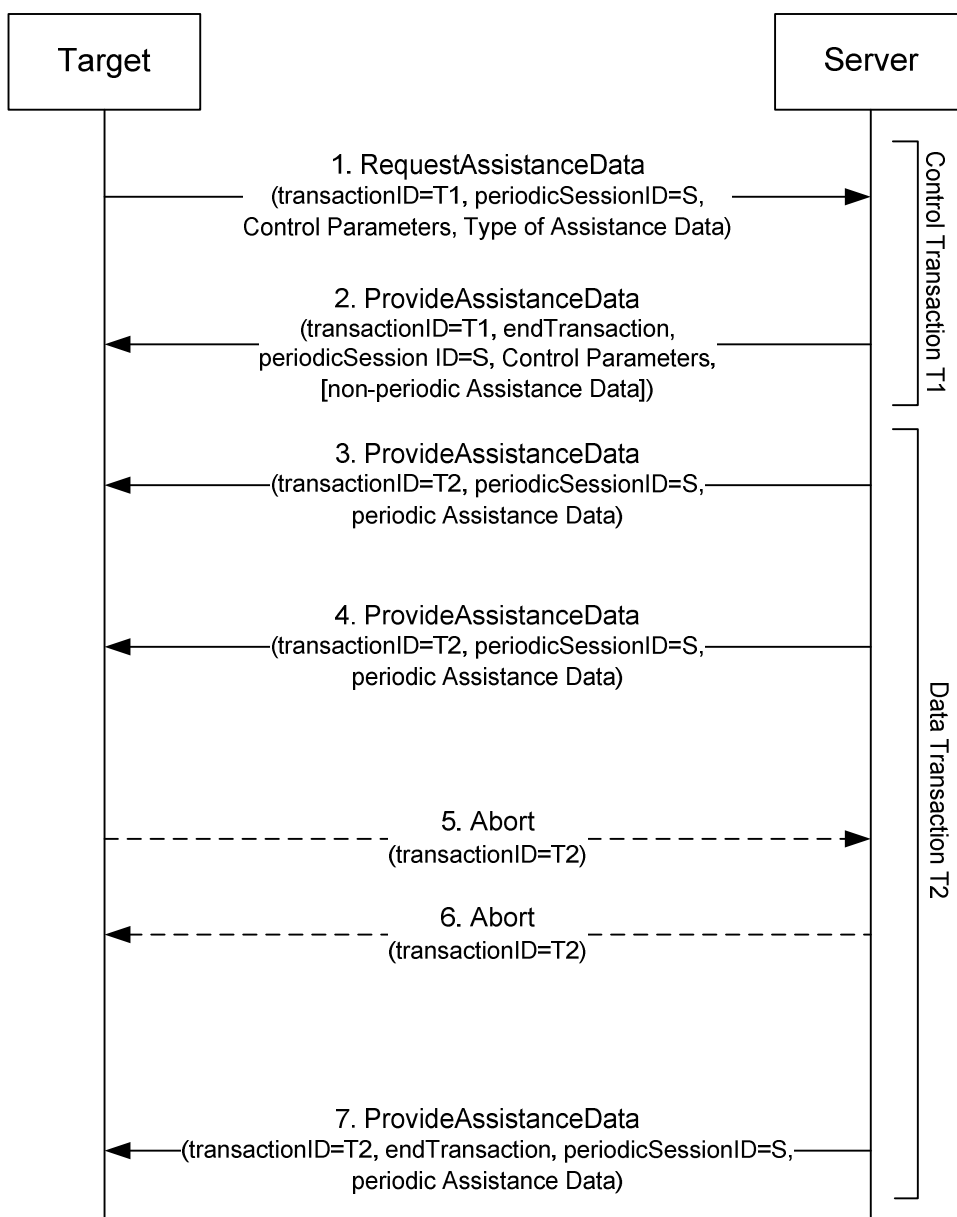 Target
Server
1. RequestAssistanceData
(transactionID=T1, periodicSessionID=S,
Control Parameters, Type of Assistance Data)
Control Transaction T1
2. ProvideAssistanceData
(transactionID=T1, endTransaction,
periodicSession ID=S, Control Parameters,
[non-periodic Assistance Data])
3. ProvideAssistanceData
(transactionID=T2, periodicSessionID=S,
periodic Assistance Data)
4. ProvideAssistanceData
(transactionID=T2, periodicSessionID=S,
periodic Assistance Data)
Data Transaction T2
5. Abort
(transactionID=T2)
6. Abort
(transactionID=T2)
7. ProvideAssistanceData
(transactionID=T2, endTransaction, periodicSessionID=S,
periodic Assistance Data)